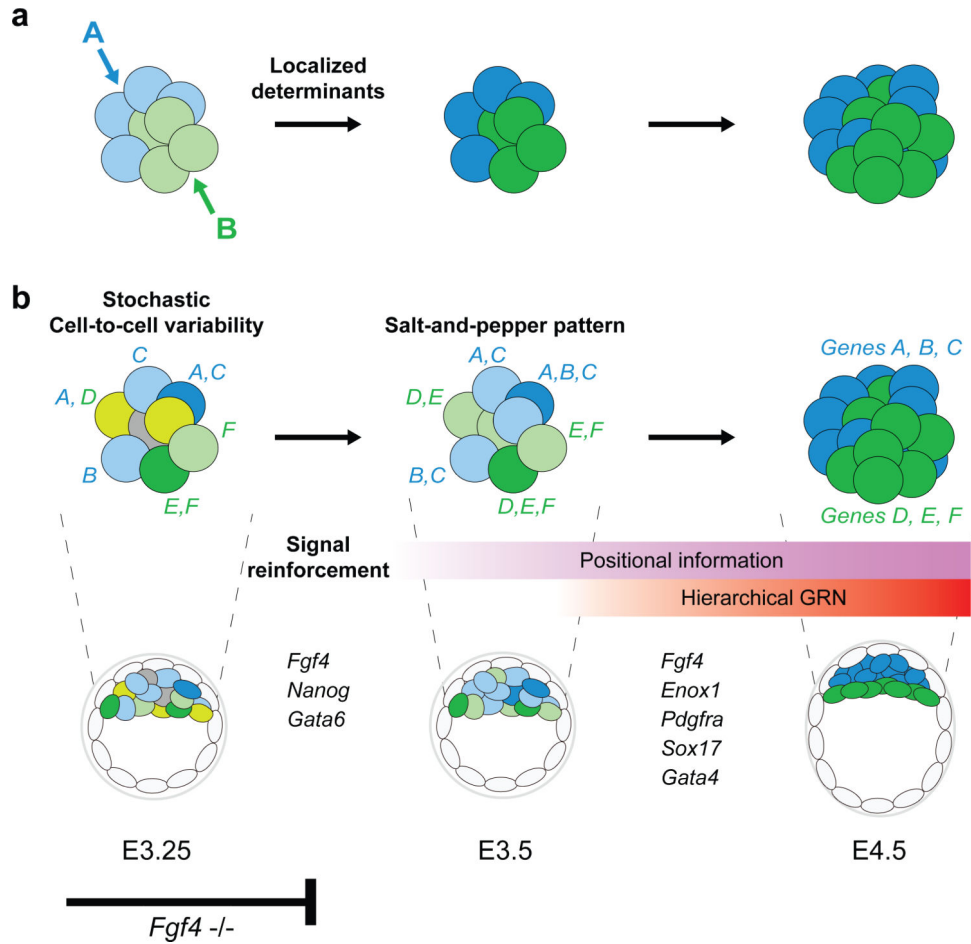 a
A
Localized
determinants
B
b
Stochastic
Cell-to-cell variability
Salt-and-pepper pattern
C
A,C
A, D
F
B
E,F
A,C
A,B,C
D,E
E,F
B,C
D,E,F
Genes A, B, C
Genes D, E, F
Signal
reinforcement
Positional information
Hierarchical GRN
Fgf4
Nanog
Gata6
Fgf4
Enox1
Pdgfra
Sox17
Gata4
E3.25
E3.5
E4.5
Fgf4 -/-